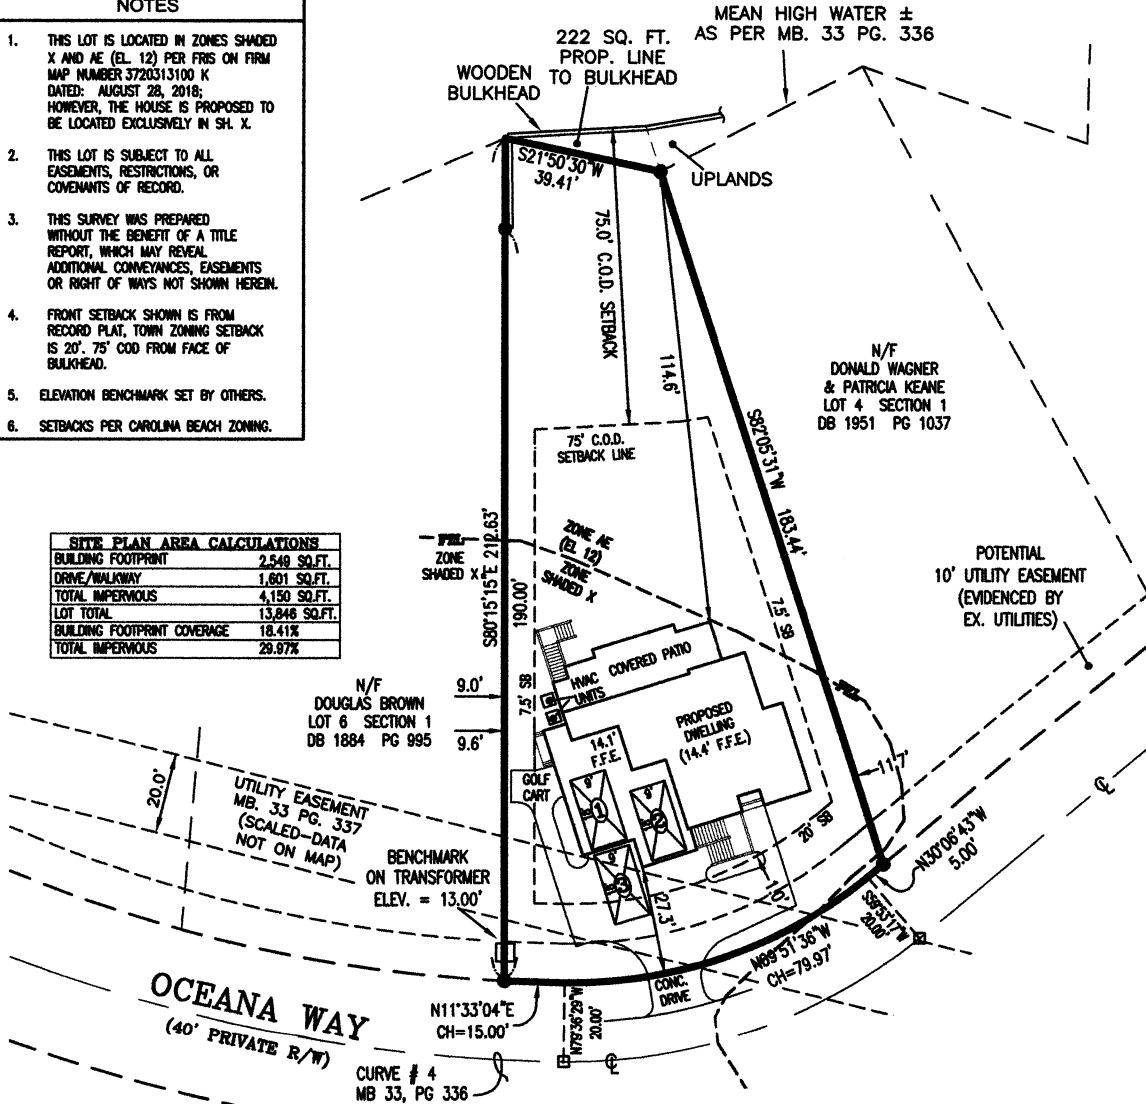 NOTES
1. THIS LOT IS LOCATED IN ZONES SHADED
X AND AE (EL. 12) PER FRIS ON FIRM
MAP NUMBER 3720313100 K
DATED: AUGUST 28, 2018;
HOWEVER, THE HOUSE IS PROPOSED TO
BE LOCATED EXCLUSIVELY IN SH. X.
2. THIS LOT IS SUBJECT TO ALL
EASEMENTS, RESTRICTIONS, OR
COVENANTS OF RECORD.
3. THIS SURVEY WAS PREPARED
WITHOUT THE BENEFIT OF A TITLE
REPORT, WHICH MAY REVEAL
ADDITIONAL CONVEYANCES, EASEMENTS
OR RIGHT OF WAYS NOT SHOWN HEREIN.
4. FRONT SETBACK SHOWN IS FROM
RECORD PLAT, TOWN ZONING SETBACK
IS 20'. 75' COD FROM FACE OF
BULKHEAD.
5. ELEVATION BENCHMARK SET BY OTHERS.
6. SETBACKS PER CAROLINA BEACH ZONING.
MEAN HIGH WATER ±
AS PER MB. 33 PG. 336
222 SQ. FT.
PROP. LINE
TO BULKHEAD
WOODEN
BULKHEAD
S21°50'30"W
39.41'
UPLANDS
75.0' C.O.D. SETBACK
114.6'
N/F
DONALD WAGNER
& PATRICIA KEANE
LOT 4 SECTION 1
DB 1951 PG 1037
S82°05'31"W
183.44'
75' C.O.D.
SETBACK LINE
SITE PLAN AREA CALCULATIONS
BUILDING FOOTPRINT 2,549 SQ.FT.
DRIVE/WALKWAY 1,601 SQ.FT.
TOTAL IMPERVIOUS 4,150 SQ.FT.
LOT TOTAL 13,846 SQ.FT.
BUILDING FOOTPRINT COVERAGE 18.41%
TOTAL IMPERVIOUS 29.97%
ZONE
SHADED X
ZONE AE
(EL 12)
ZONE
SHADED X
S80°15'15"E 212.63'
190.00'
POTENTIAL
10' UTILITY EASEMENT
(EVIDENCED BY
EX. UTILITIES)
7.5' SB
7.5' SB
N/F
DOUGLAS BROWN
LOT 6 SECTION 1
DB 1884 PG 995
9.0'
9.6'
HVAC
UNITS
COVERED PATIO
PROPOSED
DWELLING
(14.4' F.F.E.)
14.1'
F.F.E.
GOLF
CART
9'
1
9'
2
9'
3
20' SB
11.7'
20.0'
UTILITY EASEMENT
MB. 33 PG. 337
(SCALED-DATA
NOT ON MAP)
BENCHMARK
ON TRANSFORMER
ELEV. = 13.00'
27.3'
N30°06'43"W
5.00'
20.00'
N69°51'36"W
CH=79.97'
CONC.
DRIVE
OCEANA WAY
(40' PRIVATE R/W)
N11°33'04"E
CH=15.00'
N79°36'29"W
20.00'
CURVE # 4
MB 33, PG 336